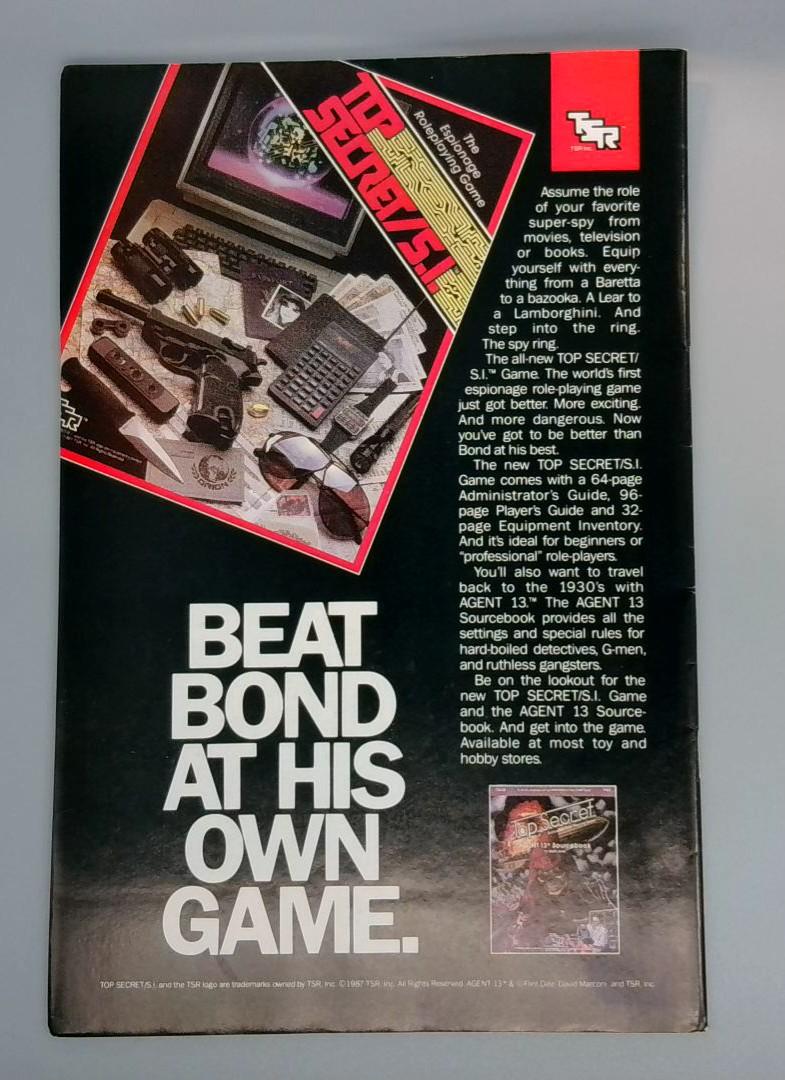 TOP
SECRET/S.I.
The
Espionage
Roleplaying Game
TSR
TSR, Inc.
ORION
Assume the role
of your favorite
super-spy from
movies, television
or books. Equip
yourself with every-
thing from a Baretta
to a bazooka. A Lear to
a Lamborghini. And
step into the ring.
The spy ring.
The all-new TOP SECRET/
S.I.™ Game. The world's first
espionage role-playing game
just got better. More exciting.
And more dangerous. Now
you've got to be better than
Bond at his best.
The new TOP SECRET/S.I.
Game comes with a 64-page
Administrator's Guide, 96-
page Player's Guide and 32-
page Equipment Inventory.
And it's ideal for beginners or
"professional" role-players.
You'll also want to travel
back to the 1930's with
AGENT 13.™ The AGENT 13
Sourcebook provides all the
settings and special rules for
hard-boiled detectives, G-men,
and ruthless gangsters.
Be on the lookout for the
new TOP SECRET/S.I. Game
and the AGENT 13 Source-
book. And get into the game.
Available at most toy and
hobby stores.
BEAT
BOND
AT HIS
OWN
GAME.
Top Secret
AGENT 13™ Sourcebook
TOP SECRET/S.I. and the TSR logo are trademarks owned by TSR, Inc. ©1987 TSR, Inc. All Rights Reserved. AGENT 13™ & ©Flint Dille, David Marconi, and TSR, Inc.